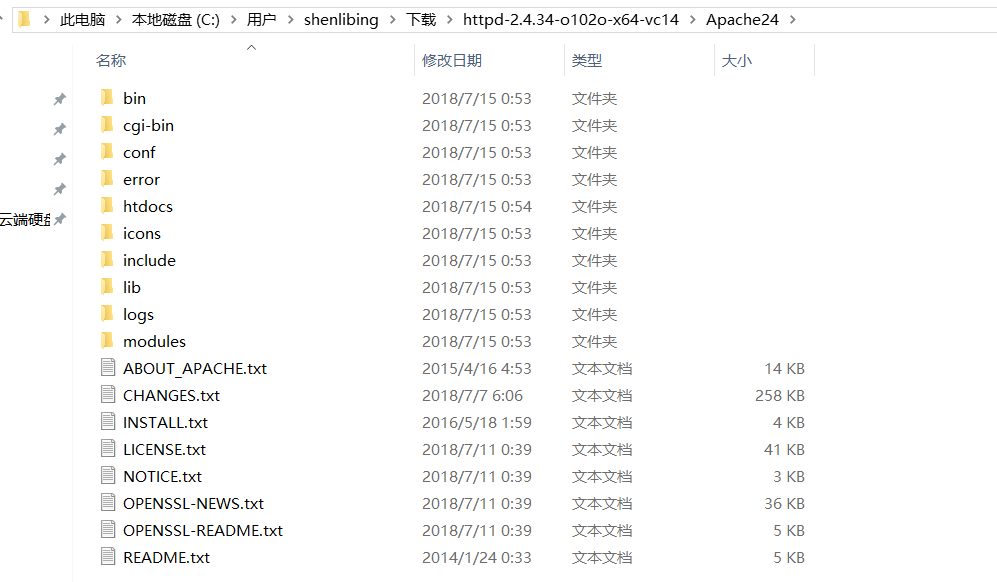 此电脑 > 本地磁盘 (C:) > 用户 > shenlibing > 下载 > httpd-2.4.34-o102o-x64-vc14 > Apache24 >
名称 修改日期 类型 大小
bin 2018/7/15 0:53 文件夹
cgi-bin 2018/7/15 0:53 文件夹
conf 2018/7/15 0:53 文件夹
error 2018/7/15 0:53 文件夹
htdocs 2018/7/15 0:54 文件夹
云端硬盘
icons 2018/7/15 0:53 文件夹
include 2018/7/15 0:53 文件夹
lib 2018/7/15 0:53 文件夹
logs 2018/7/15 0:53 文件夹
modules 2018/7/15 0:53 文件夹
ABOUT_APACHE.txt 2015/4/16 4:53 文本文档 14 KB
CHANGES.txt 2018/7/7 6:06 文本文档 258 KB
INSTALL.txt 2016/5/18 1:59 文本文档 4 KB
LICENSE.txt 2018/7/11 0:39 文本文档 41 KB
NOTICE.txt 2018/7/11 0:39 文本文档 3 KB
OPENSSL-NEWS.txt 2018/7/11 0:39 文本文档 36 KB
OPENSSL-README.txt 2018/7/11 0:39 文本文档 5 KB
README.txt 2014/1/24 0:33 文本文档 5 KB